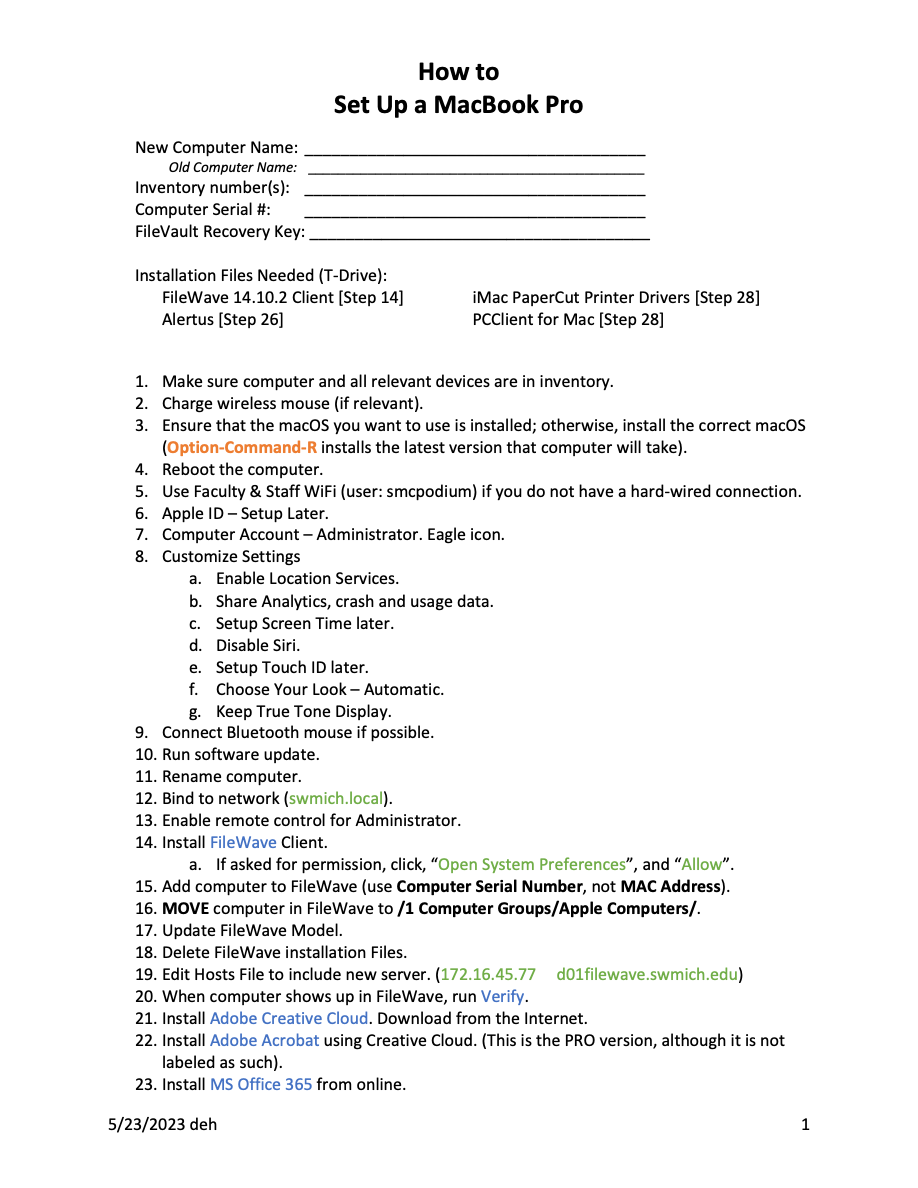 How to
Set Up a MacBook Pro
New Computer Name: ______________________________________
Old Computer Name: ______________________________________
Inventory number(s): ______________________________________
Computer Serial #: ______________________________________
FileVault Recovery Key: ______________________________________
Installation Files Needed (T-Drive):
FileWave 14.10.2 Client [Step 14] iMac PaperCut Printer Drivers [Step 28]
Alertus [Step 26] PCClient for Mac [Step 28]
1. Make sure computer and all relevant devices are in inventory.
2. Charge wireless mouse (if relevant).
3. Ensure that the macOS you want to use is installed; otherwise, install the correct macOS
(Option-Command-R installs the latest version that computer will take).
4. Reboot the computer.
5. Use Faculty & Staff WiFi (user: smcpodium) if you do not have a hard-wired connection.
6. Apple ID – Setup Later.
7. Computer Account – Administrator. Eagle icon.
8. Customize Settings
a. Enable Location Services.
b. Share Analytics, crash and usage data.
c. Setup Screen Time later.
d. Disable Siri.
e. Setup Touch ID later.
f. Choose Your Look – Automatic.
g. Keep True Tone Display.
9. Connect Bluetooth mouse if possible.
10. Run software update.
11. Rename computer.
12. Bind to network (swmich.local).
13. Enable remote control for Administrator.
14. Install FileWave Client.
a. If asked for permission, click, “Open System Preferences”, and “Allow”.
15. Add computer to FileWave (use Computer Serial Number, not MAC Address).
16. MOVE computer in FileWave to /1 Computer Groups/Apple Computers/.
17. Update FileWave Model.
18. Delete FileWave installation Files.
19. Edit Hosts File to include new server. (172.16.45.77 d01filewave.swmich.edu)
20. When computer shows up in FileWave, run Verify.
21. Install Adobe Creative Cloud. Download from the Internet.
22. Install Adobe Acrobat using Creative Cloud. (This is the PRO version, although it is not
labeled as such).
23. Install MS Office 365 from online.
5/23/2023 deh 1